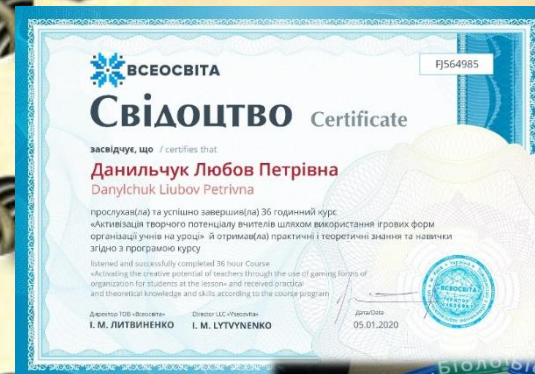 ВСЕОСВІТА
FJ564985
Свідоцтво Certificate
засвідчує, що / certifies that
Данильчук Любов Петрівна
Danylchuk Liubov Petrivna
прослухав(ла) та успішно завершив(ла) 36 годинний курс
«Активізація творчого потенціалу вчителів шляхом використання ігрових форм
організації учнів на уроці» й отримав(ла) практичні і теоретичні знання та навички
згідно з програмою курсу
listened and successfully completed 36 hour Course
«Activating the creative potential of teachers through the use of gaming forms of
organization for students at the lesson» and received practical
and theoretical knowledge and skills according to the course program
Директор ТОВ «Всеосвіта» Director LLC «Vseosvita» Дата/Date
І. М. ЛИТВИНЕНКО I. M. LYTVYNENKO 05.01.2020
ВСЕОСВІТА